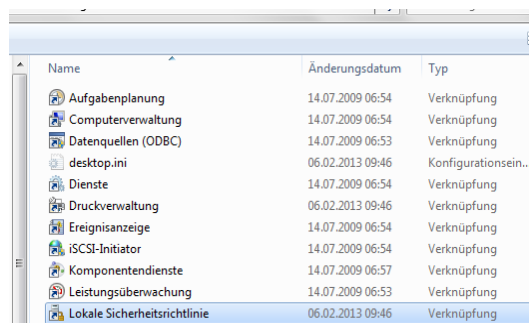 Name Änderungsdatum Typ
Aufgabenplanung 14.07.2009 06:54 Verknüpfung
Computerverwaltung 14.07.2009 06:54 Verknüpfung
Datenquellen (ODBC) 14.07.2009 06:53 Verknüpfung
desktop.ini 06.02.2013 09:46 Konfigurationsein...
Dienste 14.07.2009 06:54 Verknüpfung
Druckverwaltung 06.02.2013 09:46 Verknüpfung
Ereignisanzeige 14.07.2009 06:54 Verknüpfung
iSCSI-Initiator 14.07.2009 06:54 Verknüpfung
Komponentendienste 14.07.2009 06:57 Verknüpfung
Leistungsüberwachung 14.07.2009 06:53 Verknüpfung
Lokale Sicherheitsrichtlinie 06.02.2013 09:46 Verknüpfung